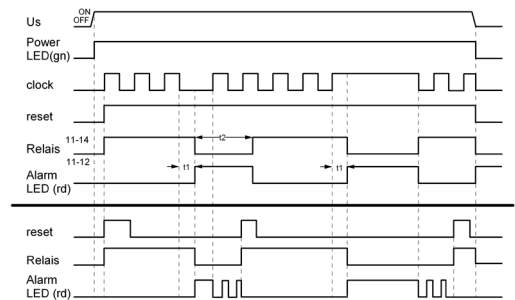 ON
Us OFF
Power
LED(gn)
clock
reset
11-14
Relais
t2
11-12
t1
t1
Alarm
LED (rd)
reset
Relais
Alarm
LED (rd)